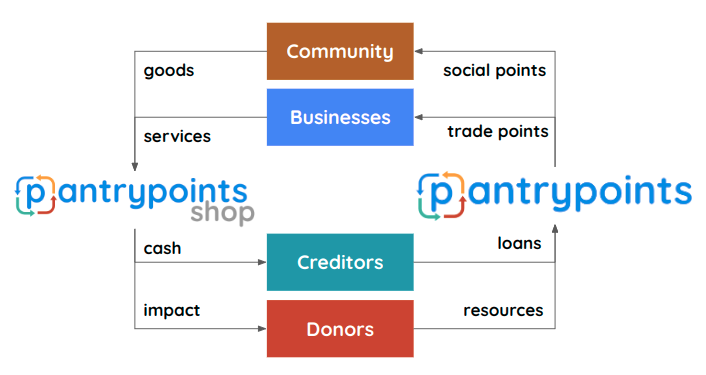 Community
goods
social points
Businesses
services
trade points
pantrypoints
shop
pantrypoints
cash
Creditors
loans
impact
Donors
resources